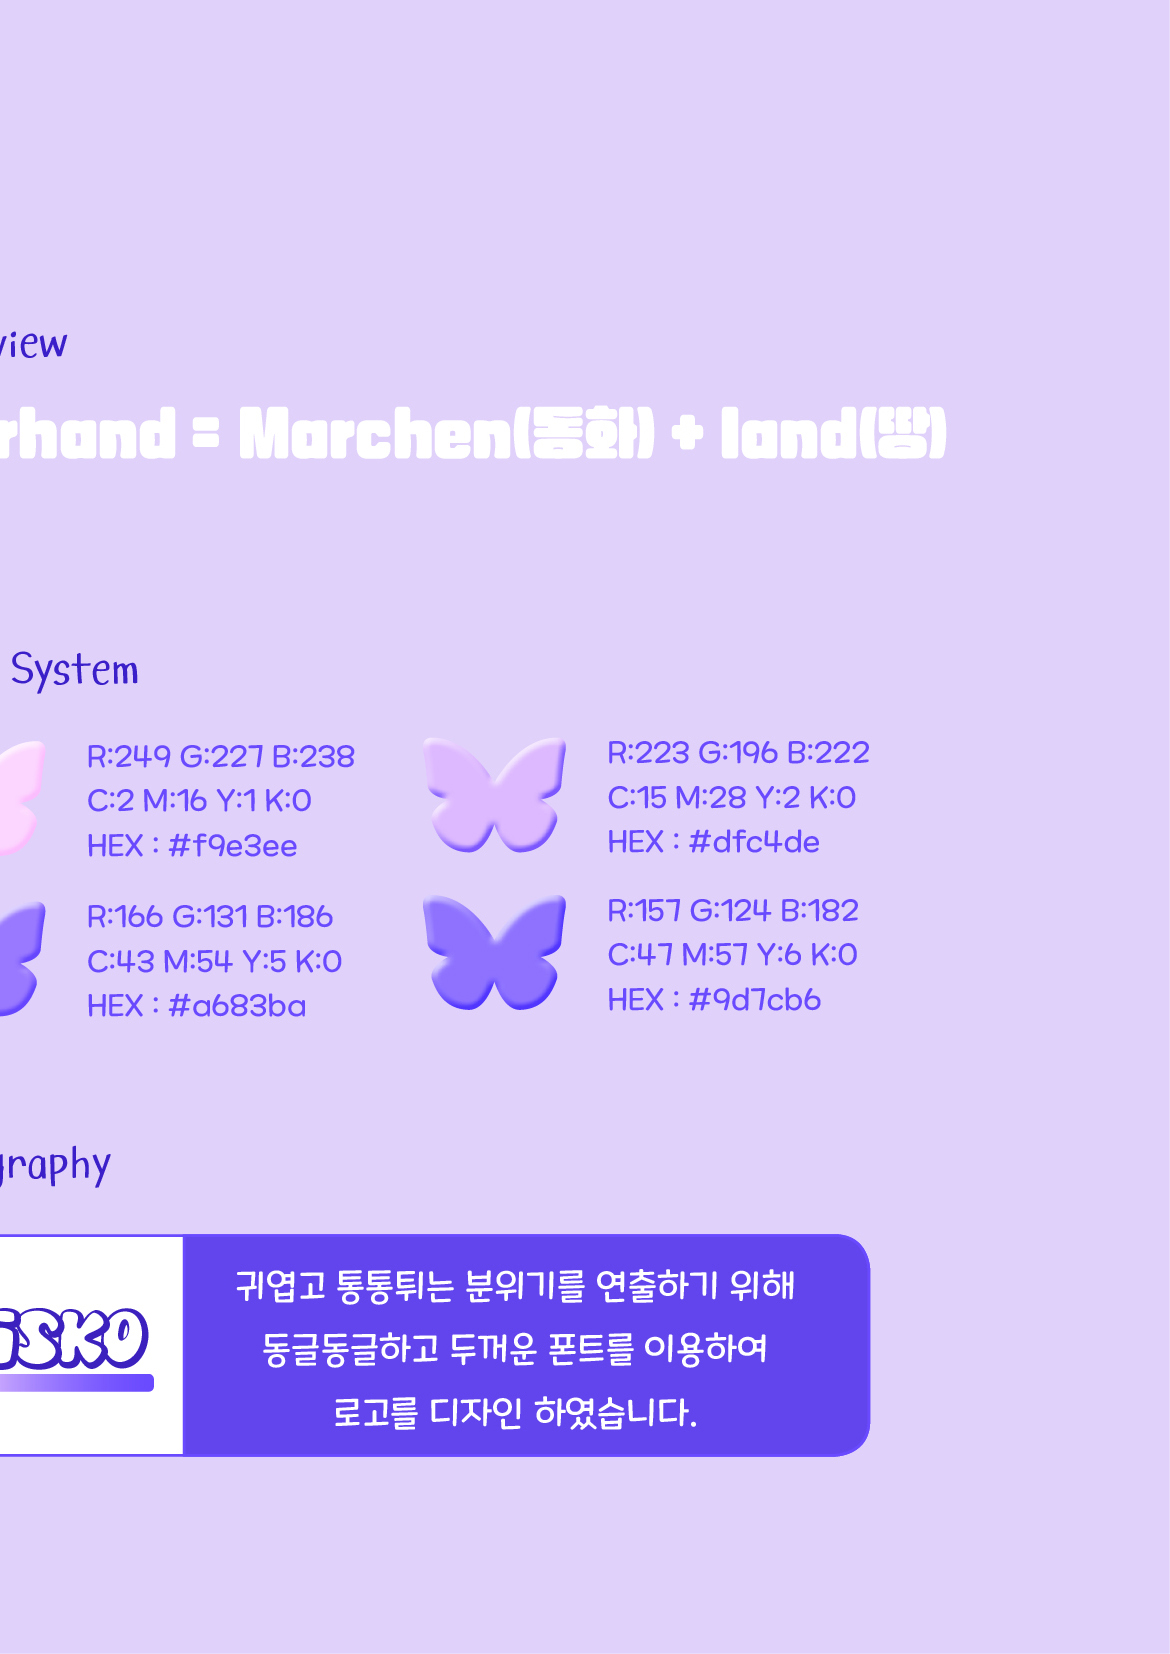 view
rhand = Marchen(동화) + land(땅)
System
R:249 G:227 B:238
C:2 M:16 Y:1 K:0
HEX : #f9e3ee
R:223 G:196 B:222
C:15 M:28 Y:2 K:0
HEX : #dfc4de
R:166 G:131 B:186
C:43 M:54 Y:5 K:0
HEX : #a683ba
R:157 G:124 B:182
C:47 M:57 Y:6 K:0
HEX : #9d7cb6
graphy
isko
귀엽고 통통튀는 분위기를 연출하기 위해
동글동글하고 두꺼운 폰트를 이용하여
로고를 디자인 하였습니다.